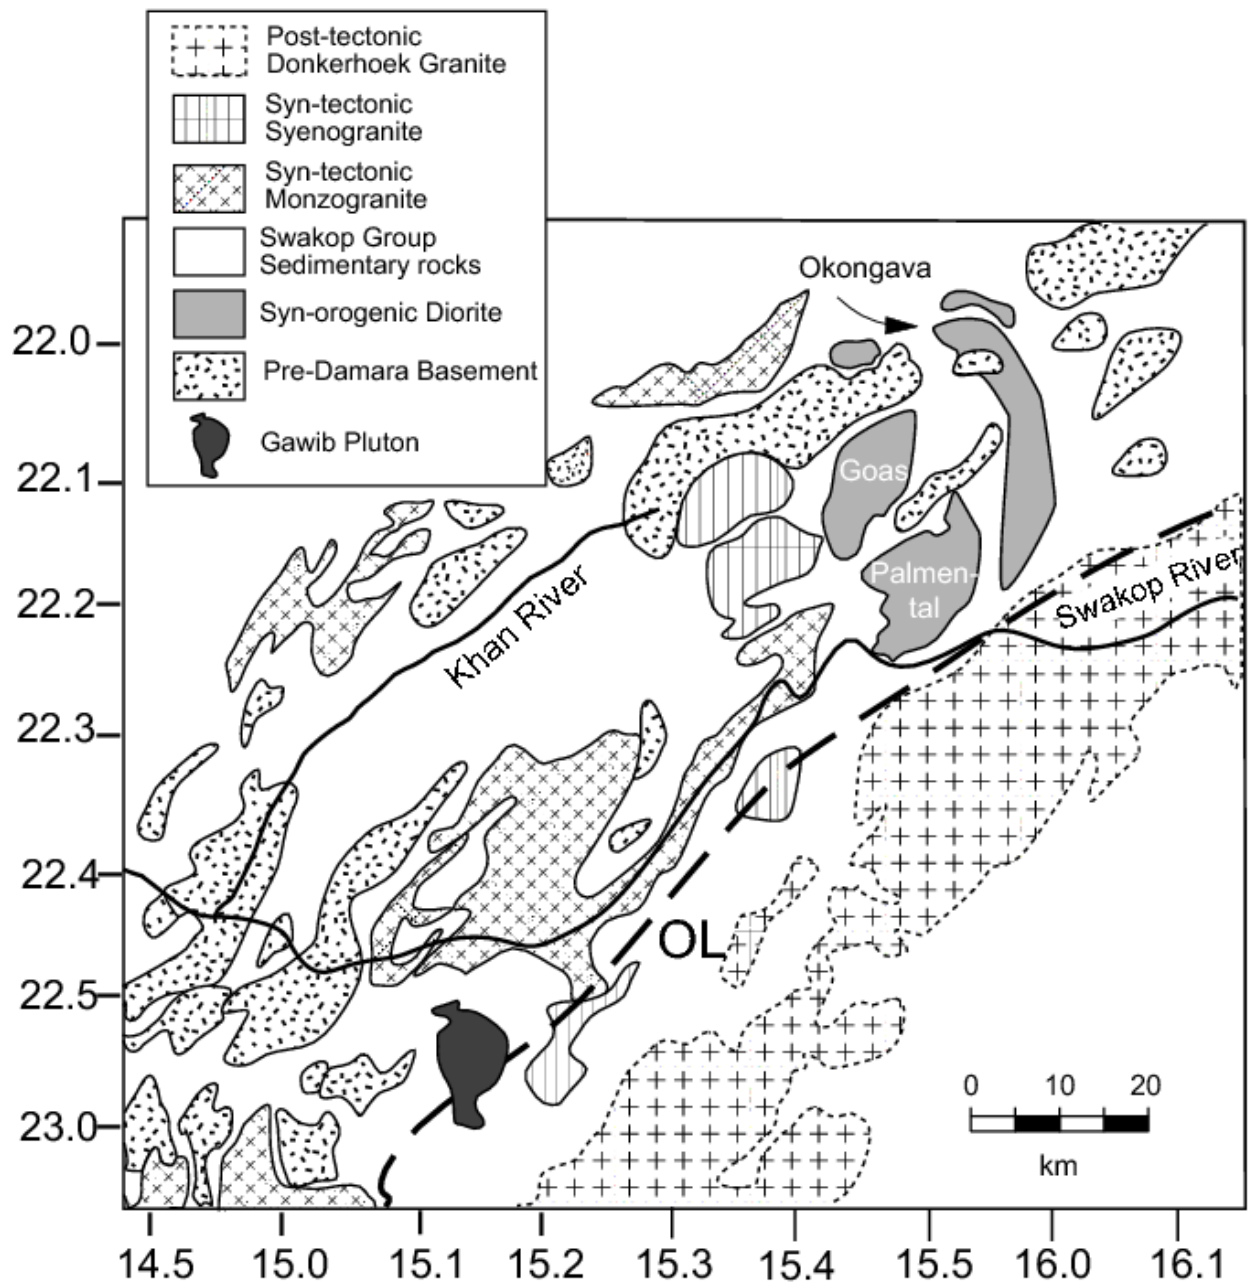 Post-tectonic
Donkerhoek Granite
Syn-tectonic
Syenogranite
Syn-tectonic
Monzogranite
Swakop Group
Sedimentary rocks
Syn-orogenic Diorite
Pre-Damara Basement
Gawib Pluton
Okongava
22.0
22.1
22.2
22.3
22.4
22.5
23.0
Goas
Palmen-
tal
Khan River
Swakop River
OL
0 10 20
km
14.5 15.0 15.1 15.2 15.3 15.4 15.5 16.0 16.1